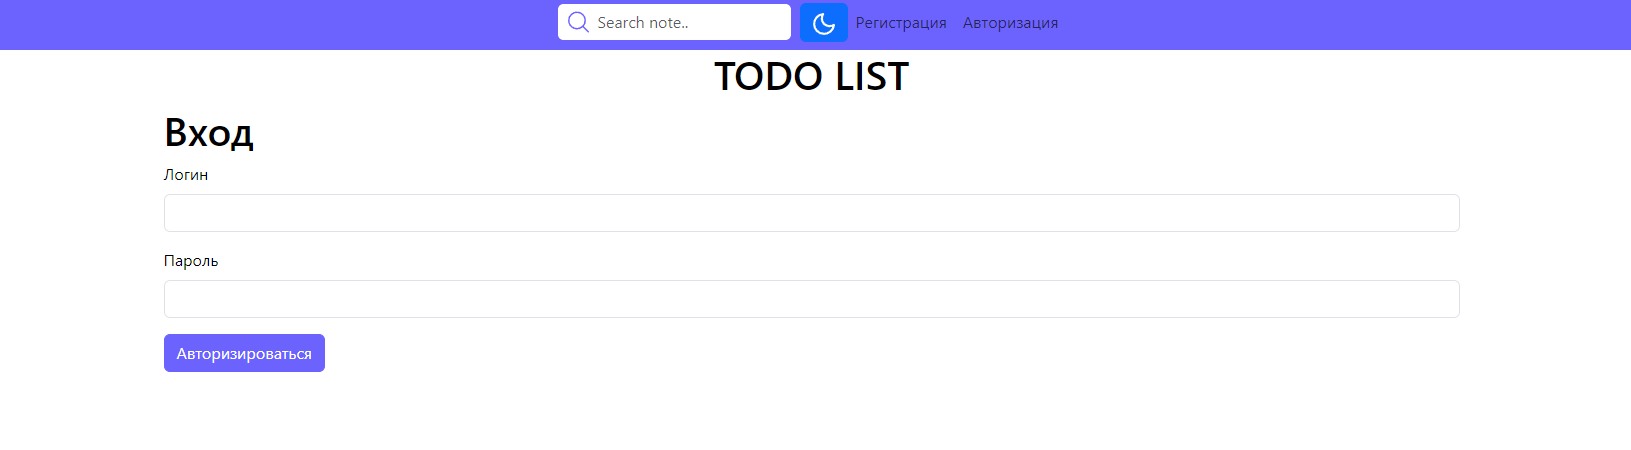 Search note.. Регистрация Авторизация
TODO LIST
Вход
Логин
Пароль
Авторизироваться